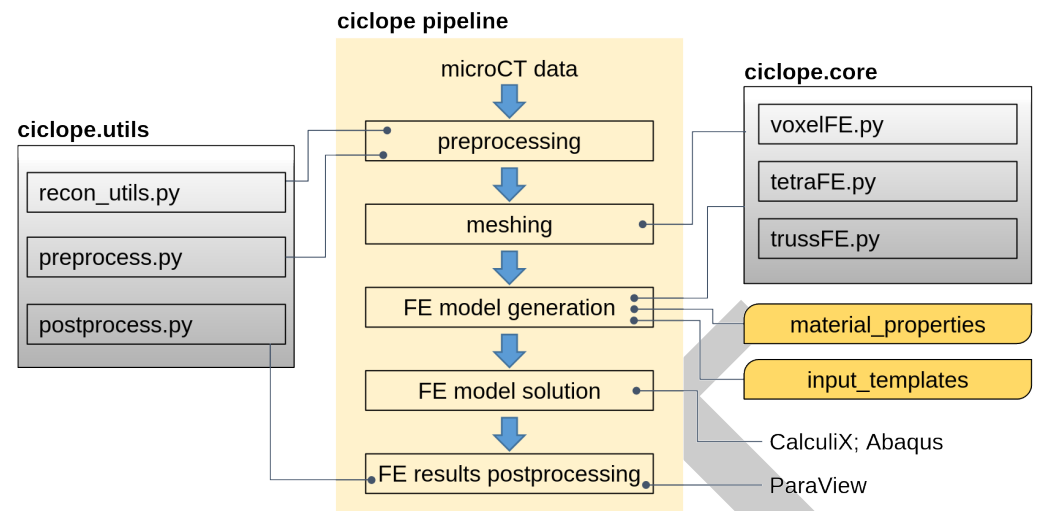 ciclope pipeline
microCT data
preprocessing
meshing
FE model generation
FE model solution
FE results postprocessing
ciclope.utils
recon_utils.py
preprocess.py
postprocess.py
ciclope.core
voxelFE.py
tetraFE.py
trussFE.py
material_properties
input_templates
CalculiX; Abaqus
ParaView